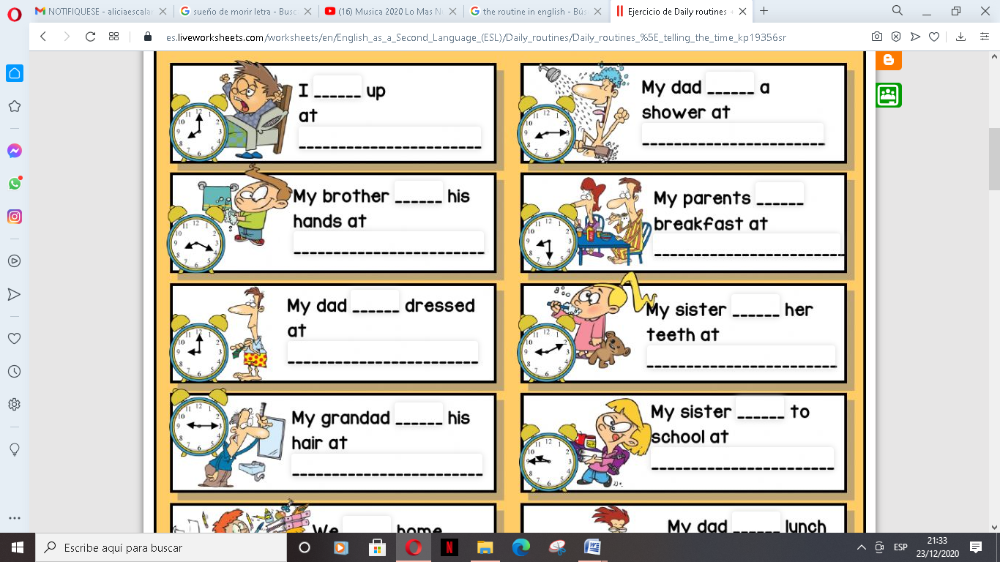 NOTIFIQUESE - aliciaescalar
sueño de morir letra - Busc
(16) Musica 2020 Lo Mas Nu
the routine in english - Bús
Ejercicio de Daily routines
es.liveworksheets.com/worksheets/en/English_as_a_Second_Language_(ESL)/Daily_routines/Daily_routines_%5E_telling_the_time_kp19356sr
I ______ up
at
______________________
My dad ______ a
shower at
______________________
My brother ______ his
hands at
______________________
My parents ______
breakfast at
______________________
My dad ______ dressed
at
______________________
My sister ______ her
teeth at
______________________
My grandad ______ his
hair at
______________________
My sister ______ to
school at
______________________
We ______ home
My dad ______ lunch
Escribe aquí para buscar
ESP
21:33
23/12/2020